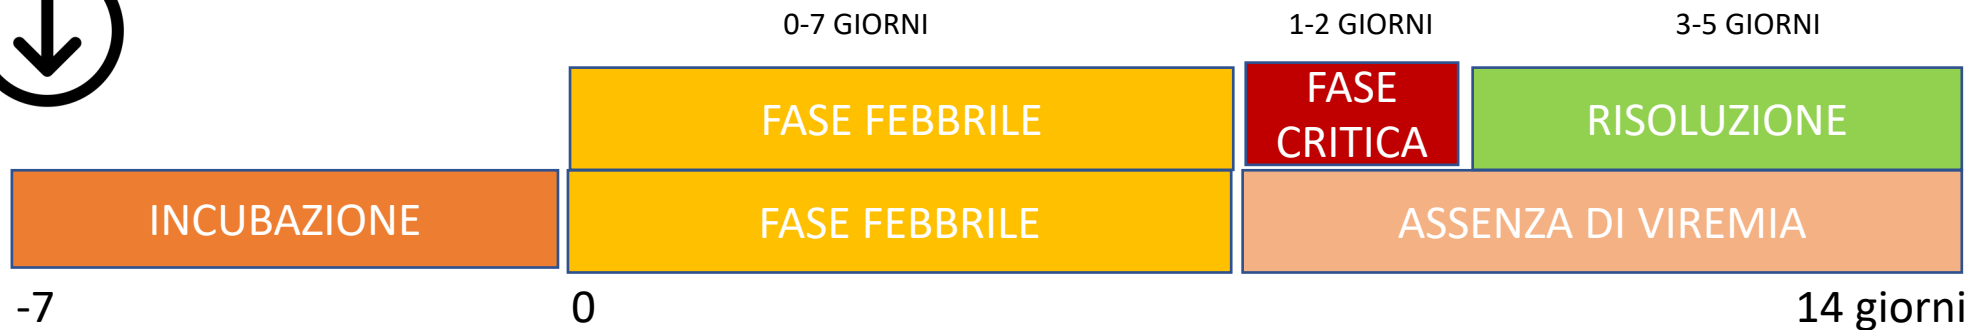 0-7 GIORNI
1-2 GIORNI
3-5 GIORNI
FASE FEBBRILE
FASE
CRITICA
RISOLUZIONE
INCUBAZIONE
FASE FEBBRILE
ASSENZA DI VIREMIA
-7
0
14 giorni